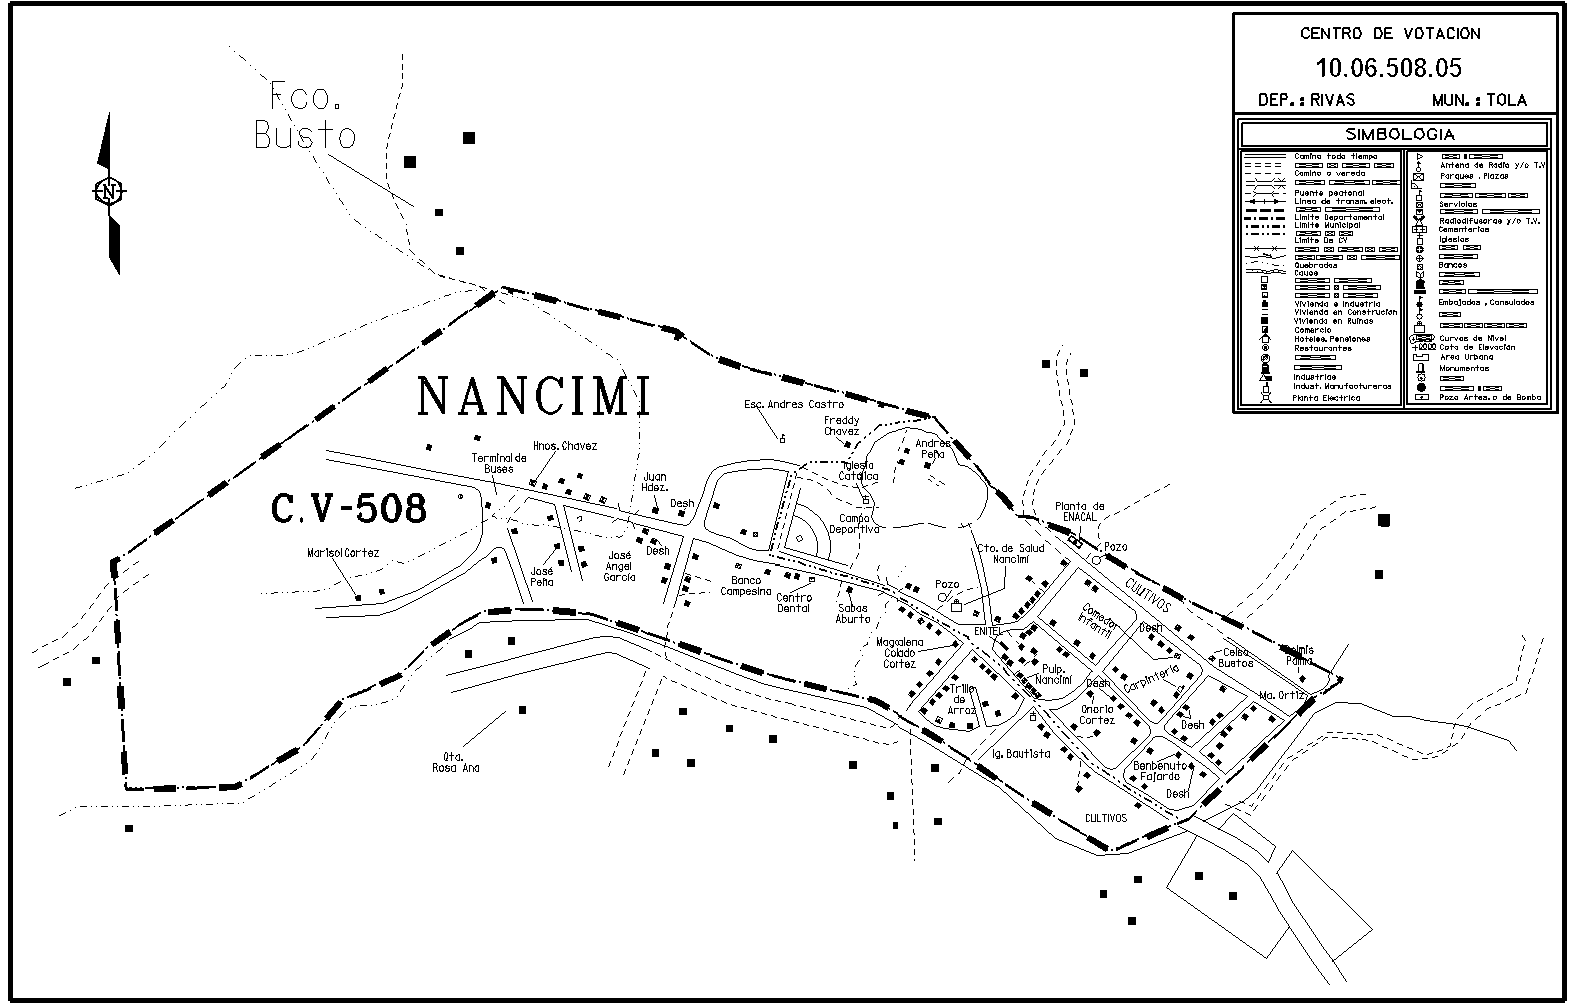 CENTRO DE VOTACION
10.06.508.05
DEP.: RIVAS MUN.: TOLA
SIMBOLOGIA
Camino todo tiempo
Camino o vereda
Puente peatonal
Linea de transm. elect.
Limite Departamental
Limite Municipal
Limite De CV
Quebradas
Cauce
Vivienda e Industria
Vivienda en Construcion
Vivienda en Ruinas
Comercio
Hoteles, Pensiones
Restaurantes
Industrias
Indust. Manufactureras
Planta Electrica
Antena de Radio y/o T.V
Parques, Plazas
Servicios
Radiodifusoras y/o T.V.
Cementerios
Iglesias
Bancos
Embajadas, Consulados
Curvas de Nivel
Cota de Elevación
Area Urbana
Monumentos
Pozo Artes. o de Bomba
Fco.
Busto
N
NANCIMI
C.V-508
Esc. Andres Castro
Freddy
Chavez
Andres
Peña
Hnos. Chavez
Terminal de
Buses
Iglesia
Catolica
Juan
Hdez.
Desh
Campo
Deportivo
Planta de
ENACAL
Pozo
Marisol Cortez
José
Peña
José
Angel
García
Desh
Banco
Campesino
Centro
Dental
Sabas
Aburto
Cto. de Salud
Nancimí
Pozo
CULTIVOS
Comedor
Infantil
Desh
ENITEL
Magdalena
Colado
Cortez
Pulp.
Nancimí
Desh
Carpintería
Celso
Bustos
Palma
Ma. Ortiz
Trillo
de
Arroz
Onorio
Cortez
Desh
Ig. Bautista
Benbenuto
Fajardo
Desh
Qta.
Rosa Ana
CULTIVOS